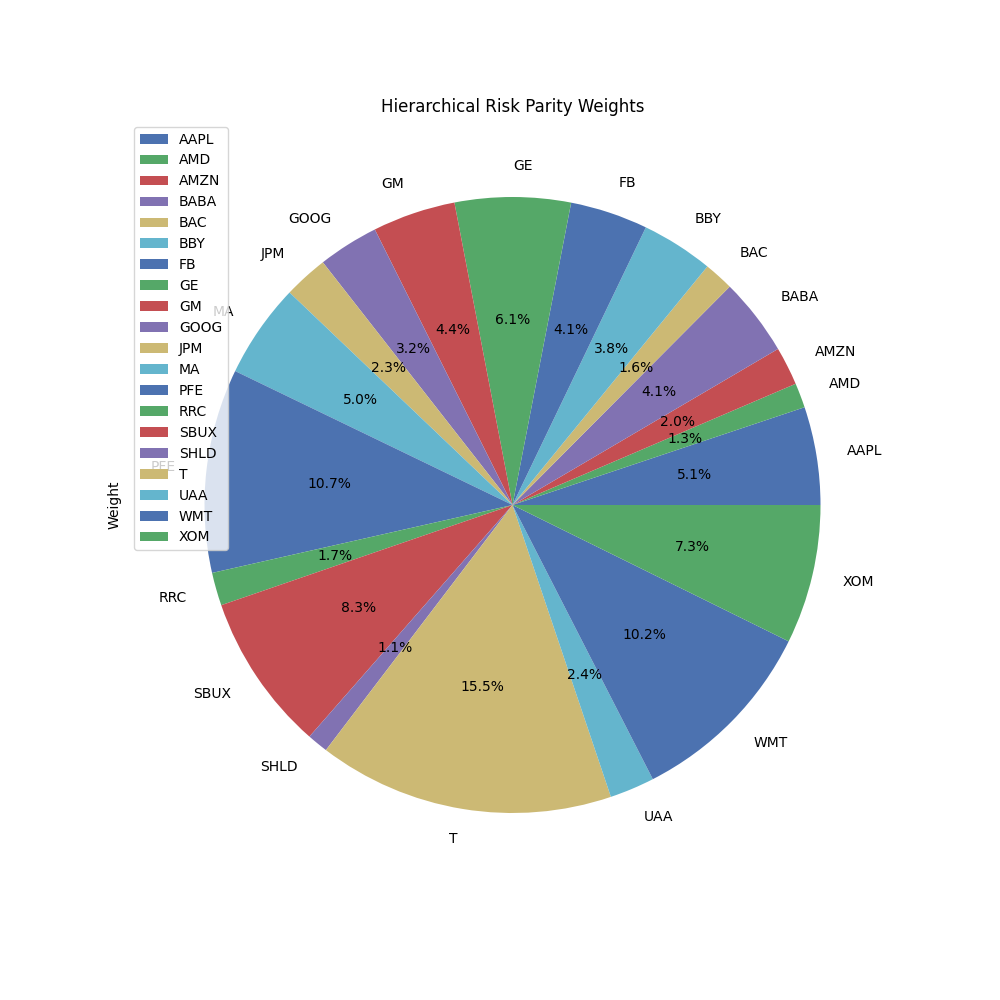 Hierarchical Risk Parity Weights
AAPL
AMD
AMZN
BABA
BAC
BBY
FB
GE
GM
GOOG
JPM
MA
PFE
RRC
SBUX
SHLD
T
UAA
WMT
XOM
Weight
GE
FB
GM
BBY
GOOG
BAC
JPM
BABA
MA
AMZN
AMD
AAPL
PFE
XOM
RRC
SBUX
WMT
SHLD
UAA
T
6.1%
4.1%
4.4%
3.8%
3.2%
1.6%
2.3%
4.1%
5.0%
2.0%
1.3%
5.1%
10.7%
7.3%
1.7%
8.3%
10.2%
1.1%
2.4%
15.5%